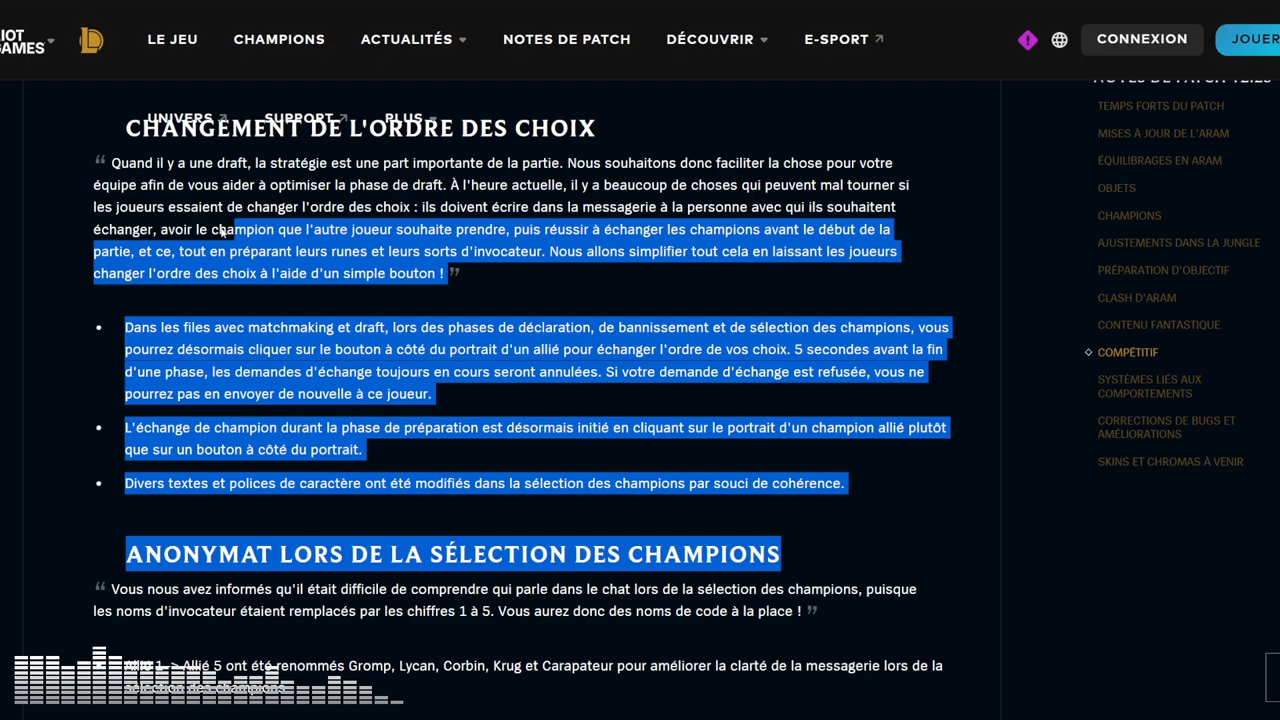 RIOT
GAMES
LE JEU
CHAMPIONS
ACTUALITÉS
NOTES DE PATCH
DÉCOUVRIR
E-SPORT
CONNEXION
JOUER
UNIVERS
SUPPORT
PLUS
CHANGEMENT DE L'ORDRE DES CHOIX
“ Quand il y a une draft, la stratégie est une part importante de la partie. Nous souhaitons donc faciliter la chose pour votre
équipe afin de vous aider à optimiser la phase de draft. À l'heure actuelle, il y a beaucoup de choses qui peuvent mal tourner si
les joueurs essaient de changer l'ordre des choix : ils doivent écrire dans la messagerie à la personne avec qui ils souhaitent
échanger, avoir le champion que l'autre joueur souhaite prendre, puis réussir à échanger les champions avant le début de la
partie, et ce, tout en préparant leurs runes et leurs sorts d'invocateur. Nous allons simplifier tout cela en laissant les joueurs
changer l'ordre des choix à l'aide d'un simple bouton ! ”
• Dans les files avec matchmaking et draft, lors des phases de déclaration, de bannissement et de sélection des champions, vous
pourrez désormais cliquer sur le bouton à côté du portrait d'un allié pour échanger l'ordre de vos choix. 5 secondes avant la fin
d'une phase, les demandes d'échange toujours en cours seront annulées. Si votre demande d'échange est refusée, vous ne
pourrez pas en envoyer de nouvelle à ce joueur.
• L'échange de champion durant la phase de préparation est désormais initié en cliquant sur le portrait d'un champion allié plutôt
que sur un bouton à côté du portrait.
• Divers textes et polices de caractère ont été modifiés dans la sélection des champions par souci de cohérence.
ANONYMAT LORS DE LA SÉLECTION DES CHAMPIONS
“ Vous nous avez informés qu'il était difficile de comprendre qui parle dans le chat lors de la sélection des champions, puisque
les noms d'invocateur étaient remplacés par les chiffres 1 à 5. Vous aurez donc des noms de code à la place ! ”
Allié 1 -> Allié 5 ont été renommés Gromp, Lycan, Corbin, Krug et Carapateur pour améliorer la clarté de la messagerie lors de la
sélection des champions.
NOTES DE PATCH 12.23
TEMPS FORTS DU PATCH
MISES À JOUR DE L'ARAM
ÉQUILIBRAGES EN ARAM
OBJETS
CHAMPIONS
AJUSTEMENTS DANS LA JUNGLE
PRÉPARATION D'OBJECTIF
CLASH D'ARAM
CONTENU FANTASTIQUE
COMPÉTITIF
SYSTÈMES LIÉS AUX
COMPORTEMENTS
CORRECTIONS DE BUGS ET
AMÉLIORATIONS
SKINS ET CHROMAS À VENIR